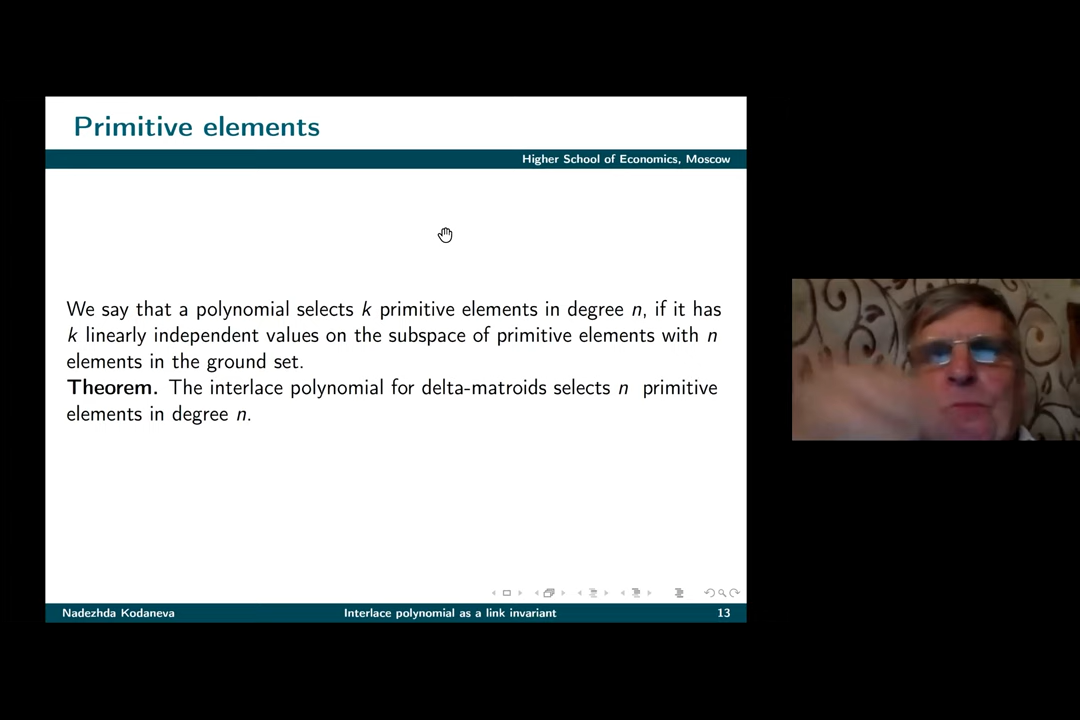 Primitive elements
Higher School of Economics, Moscow
We say that a polynomial selects k primitive elements in degree n, if it has
k linearly independent values on the subspace of primitive elements with n
elements in the ground set.
Theorem. The interlace polynomial for delta-matroids selects n primitive
elements in degree n.
Nadezhda Kodaneva
Interlace polynomial as a link invariant
13